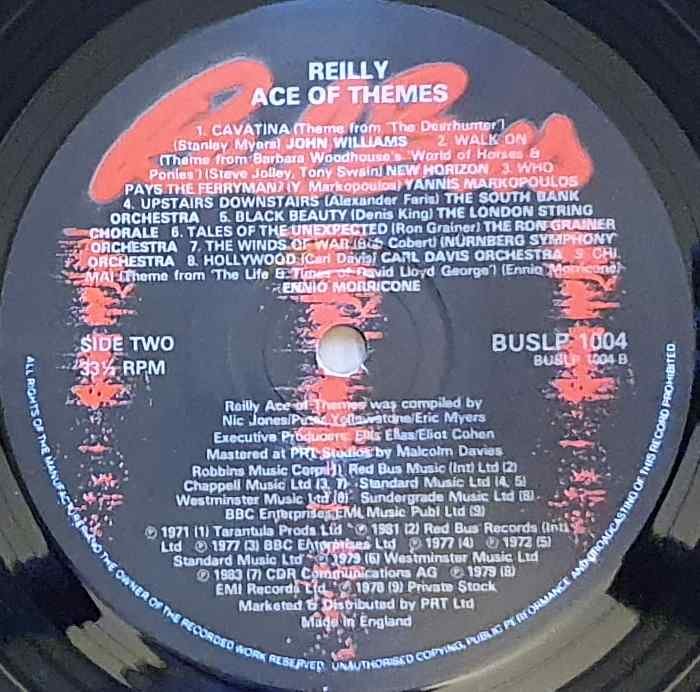 REILLY
ACE OF THEMES
1. CAVATINA (Theme from 'The Deerhunter')
(Stanley Myers) JOHN WILLIAMS 2. WALK ON
(Theme from Barbara Woodhouse's 'World of Horses &
Ponies') (Steve Jolley, Tony Swain) NEW HORIZON 3. WHO
PAYS THE FERRYMAN? (Y. Markopoulos) YANNIS MARKOPOULOS
4. UPSTAIRS DOWNSTAIRS (Alexander Faris) THE SOUTH BANK
ORCHESTRA 5. BLACK BEAUTY (Denis King) THE LONDON STRING
CHORALE 6. TALES OF THE UNEXPECTED (Ron Grainer) THE RON GRAINER
ORCHESTRA 7. THE WINDS OF WAR (Bob Cobert) (NÜRNBERG SYMPHONY
ORCHESTRA 8. HOLLYWOOD (Carl Davis) CARL DAVIS ORCHESTRA 9. CHI
MAI (Theme from 'The Life & Times of David Lloyd George') (Ennio Morricone)
ENNIO MORRICONE
SIDE TWO
33⅓ RPM
BUSLP 1004
BUSLP 1004 B
Reilly Ace of Themes was compiled by
Nic Jones/Peter Yellowstone/Eric Myers
Executive Producers: Ellis Elias/Eliot Cohen
Mastered at PRT Studios by Malcolm Davies
Robbins Music Corp (1) Red Bus Music (Int) Ltd (2)
Chappell Music Ltd (3, 7) Standard Music Ltd (4, 5)
Westminster Music Ltd (6) Sundergrade Music Ltd (8)
BBC Enterprises EMI Music Publ Ltd (9)
℗ 1971 (1) Tarantula Prods Ltd ℗ 1981 (2) Red Bus Records (Int)
Ltd ℗ 1977 (3) BBC Enterprises Ltd ℗ 1977 (4) ℗ 1972 (5)
Standard Music Ltd ℗ 1979 (6) Westminster Music Ltd
℗ 1983 (7) CDR Communications AG ℗ 1979 (8)
EMI Records Ltd ℗ 1978 (9) Private Stock
Marketed & Distributed by PRT Ltd
Made in England
ALL RIGHTS OF THE MANUFACTURER AND THE OWNER OF THE RECORDED WORK RESERVED. UNAUTHORISED COPYING, PUBLIC PERFORMANCE AND BROADCASTING OF THIS RECORD PROHIBITED.